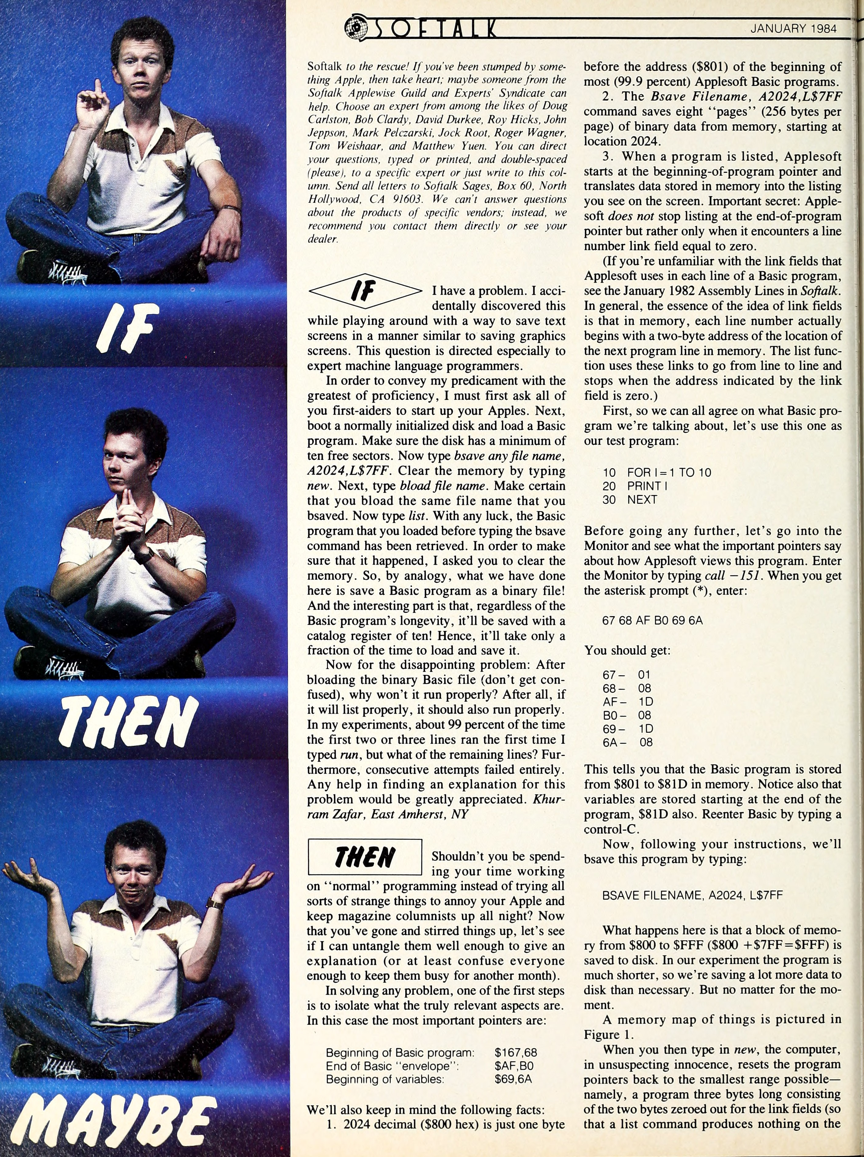 SOFTALK
JANUARY 1984
IF
THEN
MAYBE
Softalk to the rescue! If you've been stumped by some-
thing Apple, then take heart; maybe someone from the
Softalk Applewise Guild and Experts' Syndicate can
help. Choose an expert from among the likes of Doug
Carlston, Bob Clardy, David Durkee, Roy Hicks, John
Jeppson, Mark Pelczarski, Jock Root, Roger Wagner,
Tom Weishaar, and Matthew Yuen. You can direct
your questions, typed or printed, and double-spaced
(please), to a specific expert or just write to this col-
umn. Send all letters to Softalk Sages, Box 60, North
Hollywood, CA 91603. We can't answer questions
about the products of specific vendors; instead, we
recommend you contact them directly or see your
dealer.
IF
I have a problem. I acci-
dentally discovered this
while playing around with a way to save text
screens in a manner similar to saving graphics
screens. This question is directed especially to
expert machine language programmers.
In order to convey my predicament with the
greatest of proficiency, I must first ask all of
you first-aiders to start up your Apples. Next,
boot a normally initialized disk and load a Basic
program. Make sure the disk has a minimum of
ten free sectors. Now type bsave any file name,
A2024,L$7FF. Clear the memory by typing
new. Next, type bload file name. Make certain
that you bload the same file name that you
bsaved. Now type list. With any luck, the Basic
program that you loaded before typing the bsave
command has been retrieved. In order to make
sure that it happened, I asked you to clear the
memory. So, by analogy, what we have done
here is save a Basic program as a binary file!
And the interesting part is that, regardless of the
Basic program's longevity, it'll be saved with a
catalog register of ten! Hence, it'll take only a
fraction of the time to load and save it.
Now for the disappointing problem: After
bloading the binary Basic file (don't get con-
fused), why won't it run properly? After all, if
it will list properly, it should also run properly.
In my experiments, about 99 percent of the time
the first two or three lines ran the first time I
typed run, but what of the remaining lines? Fur-
thermore, consecutive attempts failed entirely.
Any help in finding an explanation for this
problem would be greatly appreciated. Khur-
ram Zafar, East Amherst, NY
THEN
Shouldn't you be spend-
ing your time working
on "normal" programming instead of trying all
sorts of strange things to annoy your Apple and
keep magazine columnists up all night? Now
that you've gone and stirred things up, let's see
if I can untangle them well enough to give an
explanation (or at least confuse everyone
enough to keep them busy for another month).
In solving any problem, one of the first steps
is to isolate what the truly relevant aspects are.
In this case the most important pointers are:
Beginning of Basic program: $167,68
End of Basic "envelope": $AF,B0
Beginning of variables: $69,6A
We'll also keep in mind the following facts:
1. 2024 decimal ($800 hex) is just one byte
before the address ($801) of the beginning of
most (99.9 percent) Applesoft Basic programs.
2. The Bsave Filename, A2024,L$7FF
command saves eight "pages" (256 bytes per
page) of binary data from memory, starting at
location 2024.
3. When a program is listed, Applesoft
starts at the beginning-of-program pointer and
translates data stored in memory into the listing
you see on the screen. Important secret: Apple-
soft does not stop listing at the end-of-program
pointer but rather only when it encounters a line
number link field equal to zero.
(If you're unfamiliar with the link fields that
Applesoft uses in each line of a Basic program,
see the January 1982 Assembly Lines in Softalk.
In general, the essence of the idea of link fields
is that in memory, each line number actually
begins with a two-byte address of the location of
the next program line in memory. The list func-
tion uses these links to go from line to line and
stops when the address indicated by the link
field is zero.)
First, so we can all agree on what Basic pro-
gram we're talking about, let's use this one as
our test program:
10 FOR I=1 TO 10
20 PRINT I
30 NEXT
Before going any further, let's go into the
Monitor and see what the important pointers say
about how Applesoft views this program. Enter
the Monitor by typing call −151. When you get
the asterisk prompt (*), enter:
67 68 AF B0 69 6A
You should get:
67– 01
68– 08
AF– 1D
B0– 08
69– 1D
6A– 08
This tells you that the Basic program is stored
from $801 to $81D in memory. Notice also that
variables are stored starting at the end of the
program, $81D also. Reenter Basic by typing a
control-C.
Now, following your instructions, we'll
bsave this program by typing:
BSAVE FILENAME, A2024, L$7FF
What happens here is that a block of memo-
ry from $800 to $FFF ($800 +$7FF=$FFF) is
saved to disk. In our experiment the program is
much shorter, so we're saving a lot more data to
disk than necessary. But no matter for the mo-
ment.
A memory map of things is pictured in
Figure 1.
When you then type in new, the computer,
in unsuspecting innocence, resets the program
pointers back to the smallest range possible—
namely, a program three bytes long consisting
of the two bytes zeroed out for the link fields (so
that a list command produces nothing on the